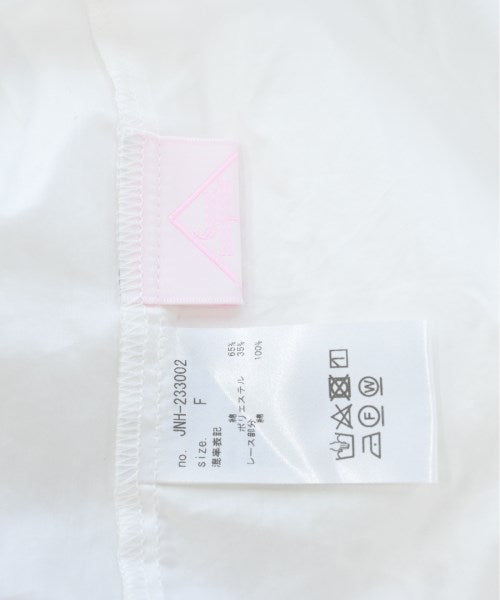 no. JNH-233002
size. F
混率表記
綿 65%
ポリエステル 35%
レース部分 綿 100%